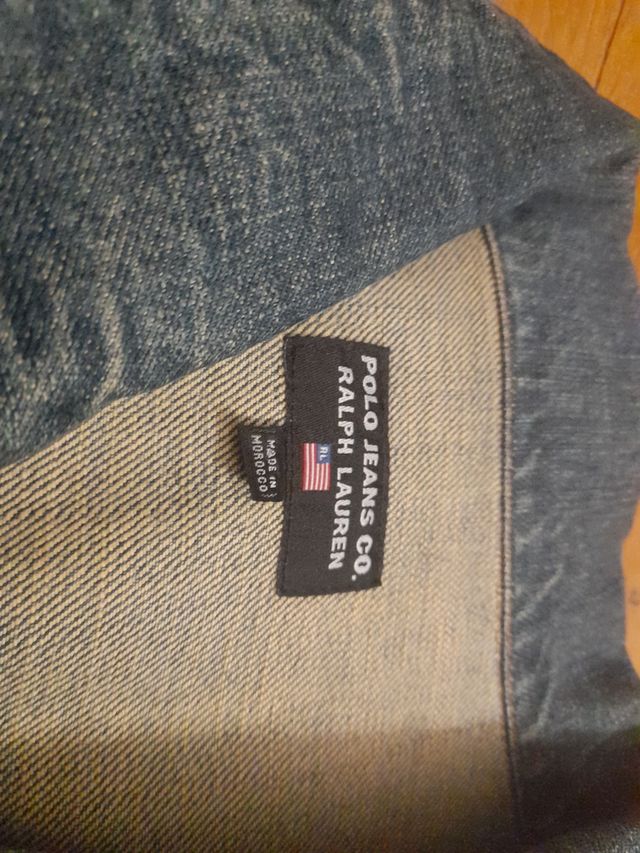 POLO JEANS CO.
RALPH LAUREN
RL
MADE IN
MOROCCO